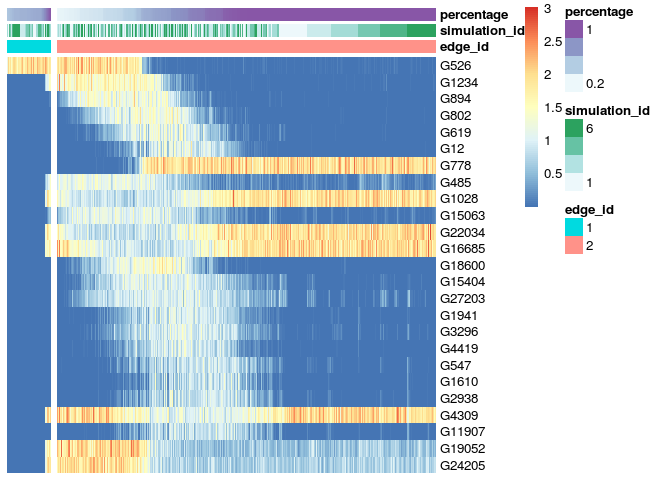 percentage
simulation_id
edge_id
G526
G1234
G894
G802
G619
G12
G778
G485
G1028
G15063
G22034
G16685
G18600
G15404
G27203
G1941
G3296
G4419
G547
G1610
G2938
G4309
G11907
G19052
G24205
3
2.5
2
1.5
1
0.5
percentage
1
0.2
simulation_id
6
1
edge_id
1
2